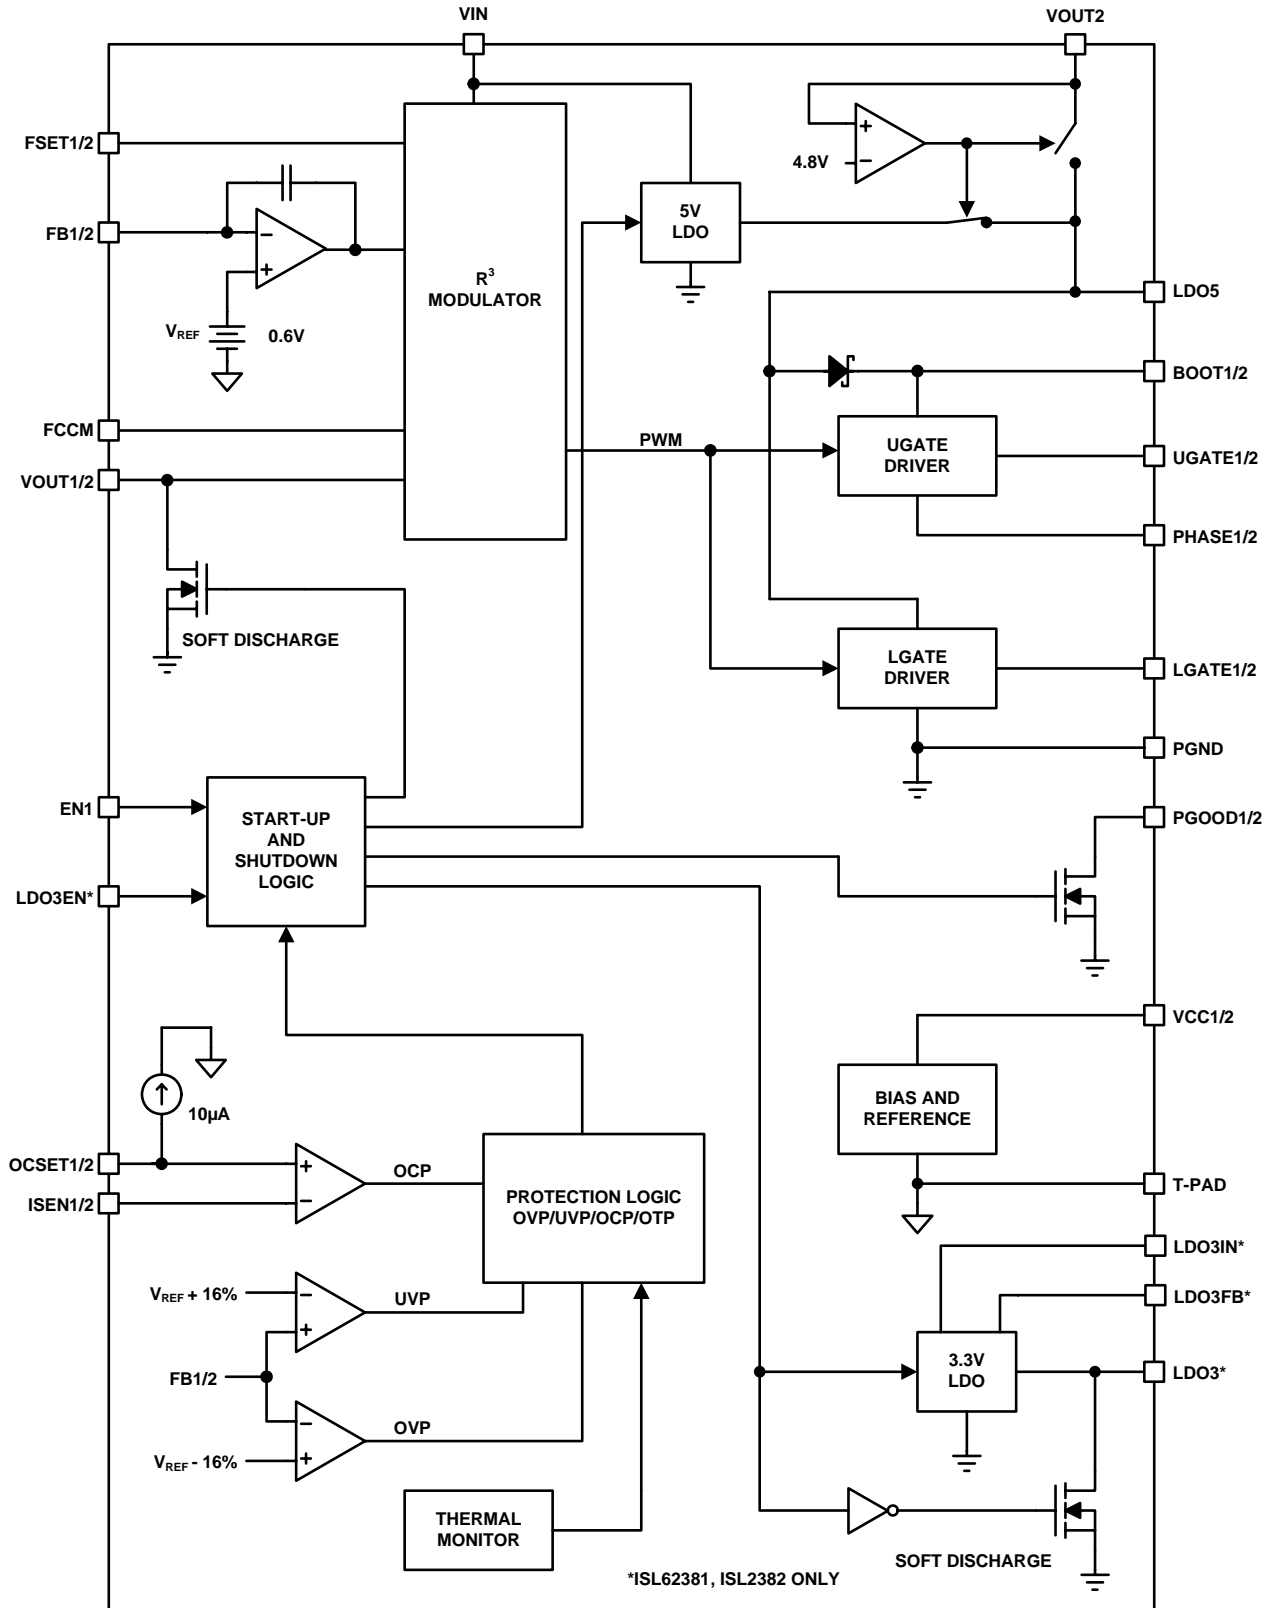 VIN
VOUT2
FSET1/2
+
4.8V
−
FB1/2
−
+
5V
LDO
R³
MODULATOR
VREF
0.6V
LDO5
BOOT1/2
FCCM
PWM
UGATE
DRIVER
UGATE1/2
VOUT1/2
PHASE1/2
SOFT DISCHARGE
LGATE
DRIVER
LGATE1/2
PGND
EN1
START-UP
AND
SHUTDOWN
LOGIC
PGOOD1/2
LDO3EN*
VCC1/2
10µA
BIAS AND
REFERENCE
OCSET1/2
+
−
OCP
ISEN1/2
PROTECTION LOGIC
OVP/UVP/OCP/OTP
T-PAD
LDO3IN*
VREF + 16%
−
+
UVP
LDO3FB*
FB1/2
3.3V
LDO
LDO3*
−
+
OVP
VREF - 16%
THERMAL
MONITOR
SOFT DISCHARGE
*ISL62381, ISL2382 ONLY